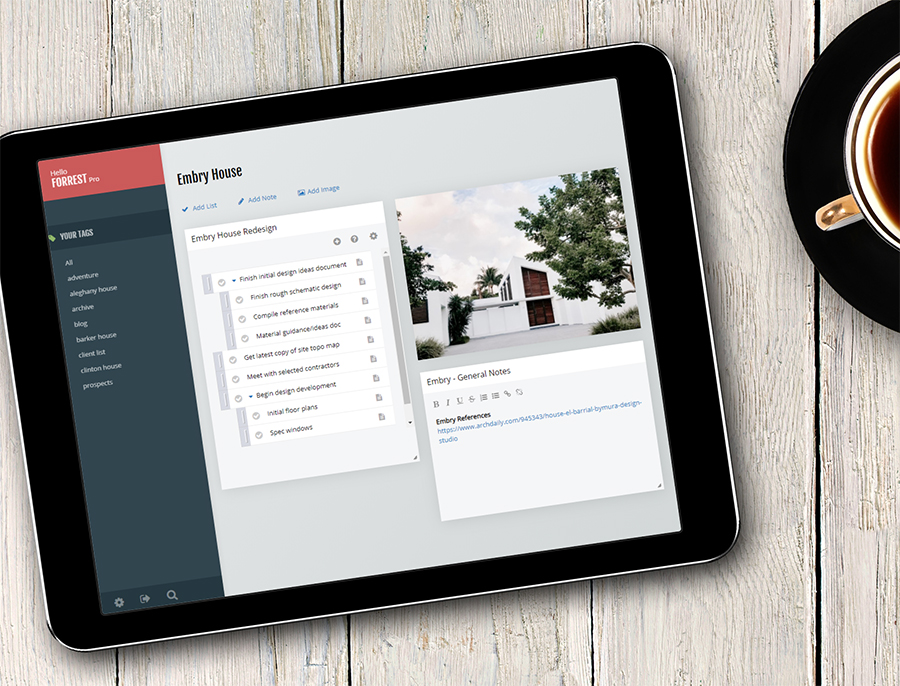 Hello
FORREST Pro
YOUR TAGS
All
adventure
aleghany house
archive
blog
barker house
client list
clinton house
prospects
Embry House
Add List
Add Note
Add Image
Embry House Redesign
Finish initial design ideas document
Finish rough schematic design
Compile reference materials
Material guidance/ideas doc
Get latest copy of site topo map
Meet with selected contractors
Begin design development
Initial floor plans
Spec windows
Embry - General Notes
B I U S
Embry References
https://www.archdaily.com/945343/house-el-barrial-bymura-design-
studio